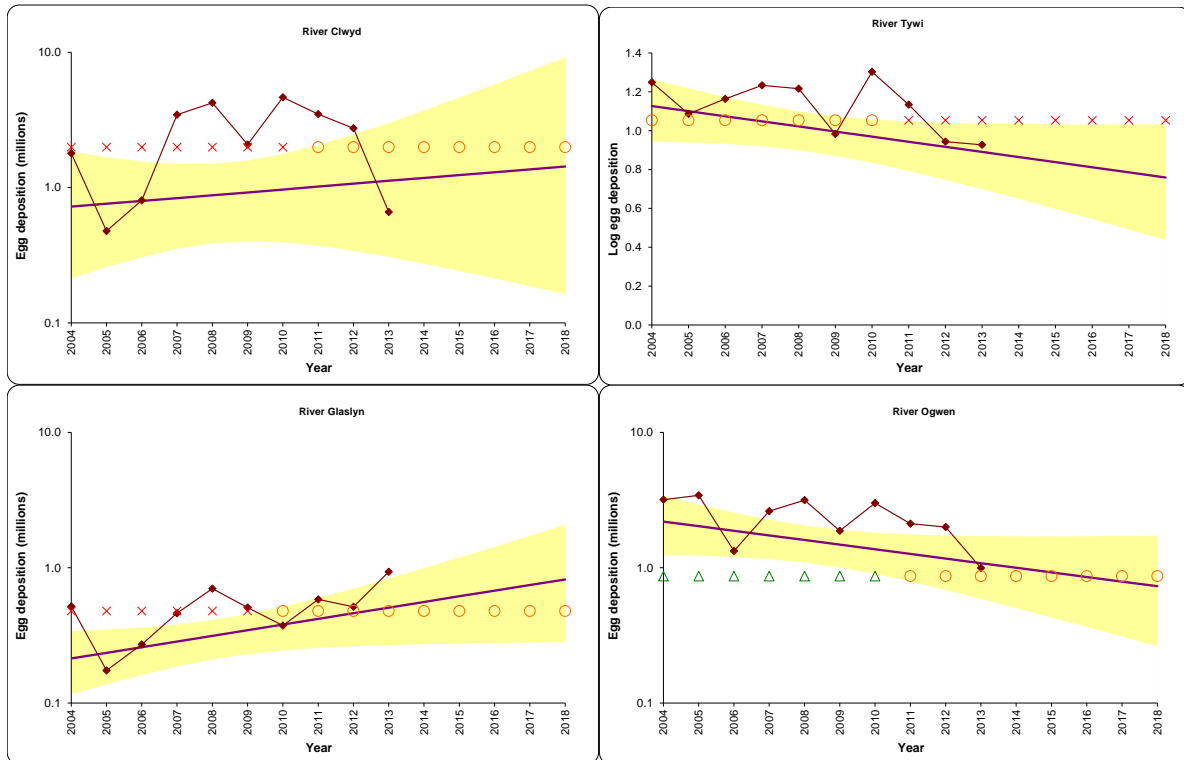 River Clwyd
Egg deposition (millions)
10.0
1.0
0.1
2004 2005 2006 2007 2008 2009 2010 2011 2012 2013 2014 2015 2016 2017 2018
Year
River Tywi
Log egg deposition
1.4
1.2
1.0
0.8
0.6
0.4
0.2
0.0
2004 2005 2006 2007 2008 2009 2010 2011 2012 2013 2014 2015 2016 2017 2018
Year
River Glaslyn
Egg deposition (millions)
10.0
1.0
0.1
2004 2005 2006 2007 2008 2009 2010 2011 2012 2013 2014 2015 2016 2017 2018
Year
River Ogwen
Egg deposition (millions)
10.0
1.0
0.1
2004 2005 2006 2007 2008 2009 2010 2011 2012 2013 2014 2015 2016 2017 2018
Year